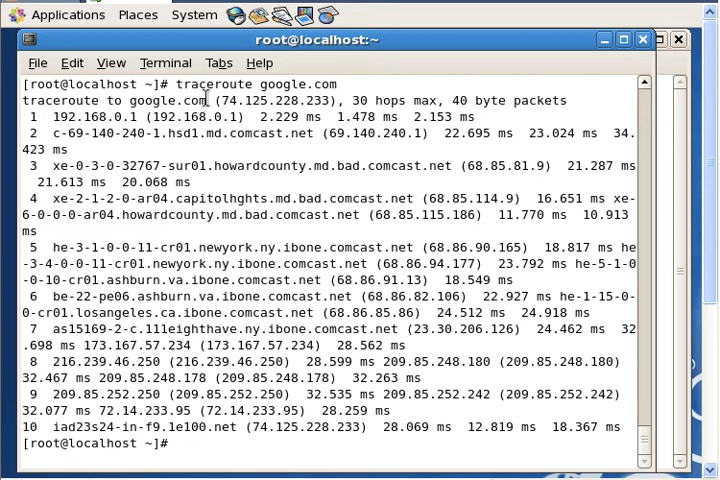 Applications Places System
root@localhost:~
File Edit View Terminal Tabs Help
[root@localhost ~]# traceroute google.com
traceroute to google.com (74.125.228.233), 30 hops max, 40 byte packets
 1  192.168.0.1 (192.168.0.1)  2.229 ms  1.478 ms  2.153 ms
 2  c-69-140-240-1.hsd1.md.comcast.net (69.140.240.1)  22.695 ms  23.024 ms  34.
423 ms
 3  xe-0-3-0-32767-sur01.howardcounty.md.bad.comcast.net (68.85.81.9)  21.287 ms
  21.613 ms  20.068 ms
 4  xe-2-1-2-0-ar04.capitolhghts.md.bad.comcast.net (68.85.114.9)  16.651 ms xe-
6-0-0-0-ar04.howardcounty.md.bad.comcast.net (68.85.115.186)  11.770 ms  10.913
ms
 5  he-3-1-0-0-11-cr01.newyork.ny.ibone.comcast.net (68.86.90.165)  18.817 ms he
-3-4-0-0-11-cr01.newyork.ny.ibone.comcast.net (68.86.94.177)  23.792 ms he-5-1-0
-0-10-cr01.ashburn.va.ibone.comcast.net (68.86.91.13)  18.549 ms
 6  be-22-pe06.ashburn.va.ibone.comcast.net (68.86.82.106)  22.927 ms he-1-15-0-
0-cr01.losangeles.ca.ibone.comcast.net (68.86.85.86)  24.512 ms  24.918 ms
 7  as15169-2-c.111eighthave.ny.ibone.comcast.net (23.30.206.126)  24.462 ms  32
.698 ms 173.167.57.234 (173.167.57.234)  28.562 ms
 8  216.239.46.250 (216.239.46.250)  28.599 ms 209.85.248.180 (209.85.248.180)
32.467 ms 209.85.248.178 (209.85.248.178)  32.263 ms
 9  209.85.252.250 (209.85.252.250)  32.535 ms 209.85.252.242 (209.85.252.242)
32.077 ms 72.14.233.95 (72.14.233.95)  28.259 ms
10  iad23s24-in-f9.1e100.net (74.125.228.233)  28.069 ms  12.819 ms  18.367 ms
[root@localhost ~]#